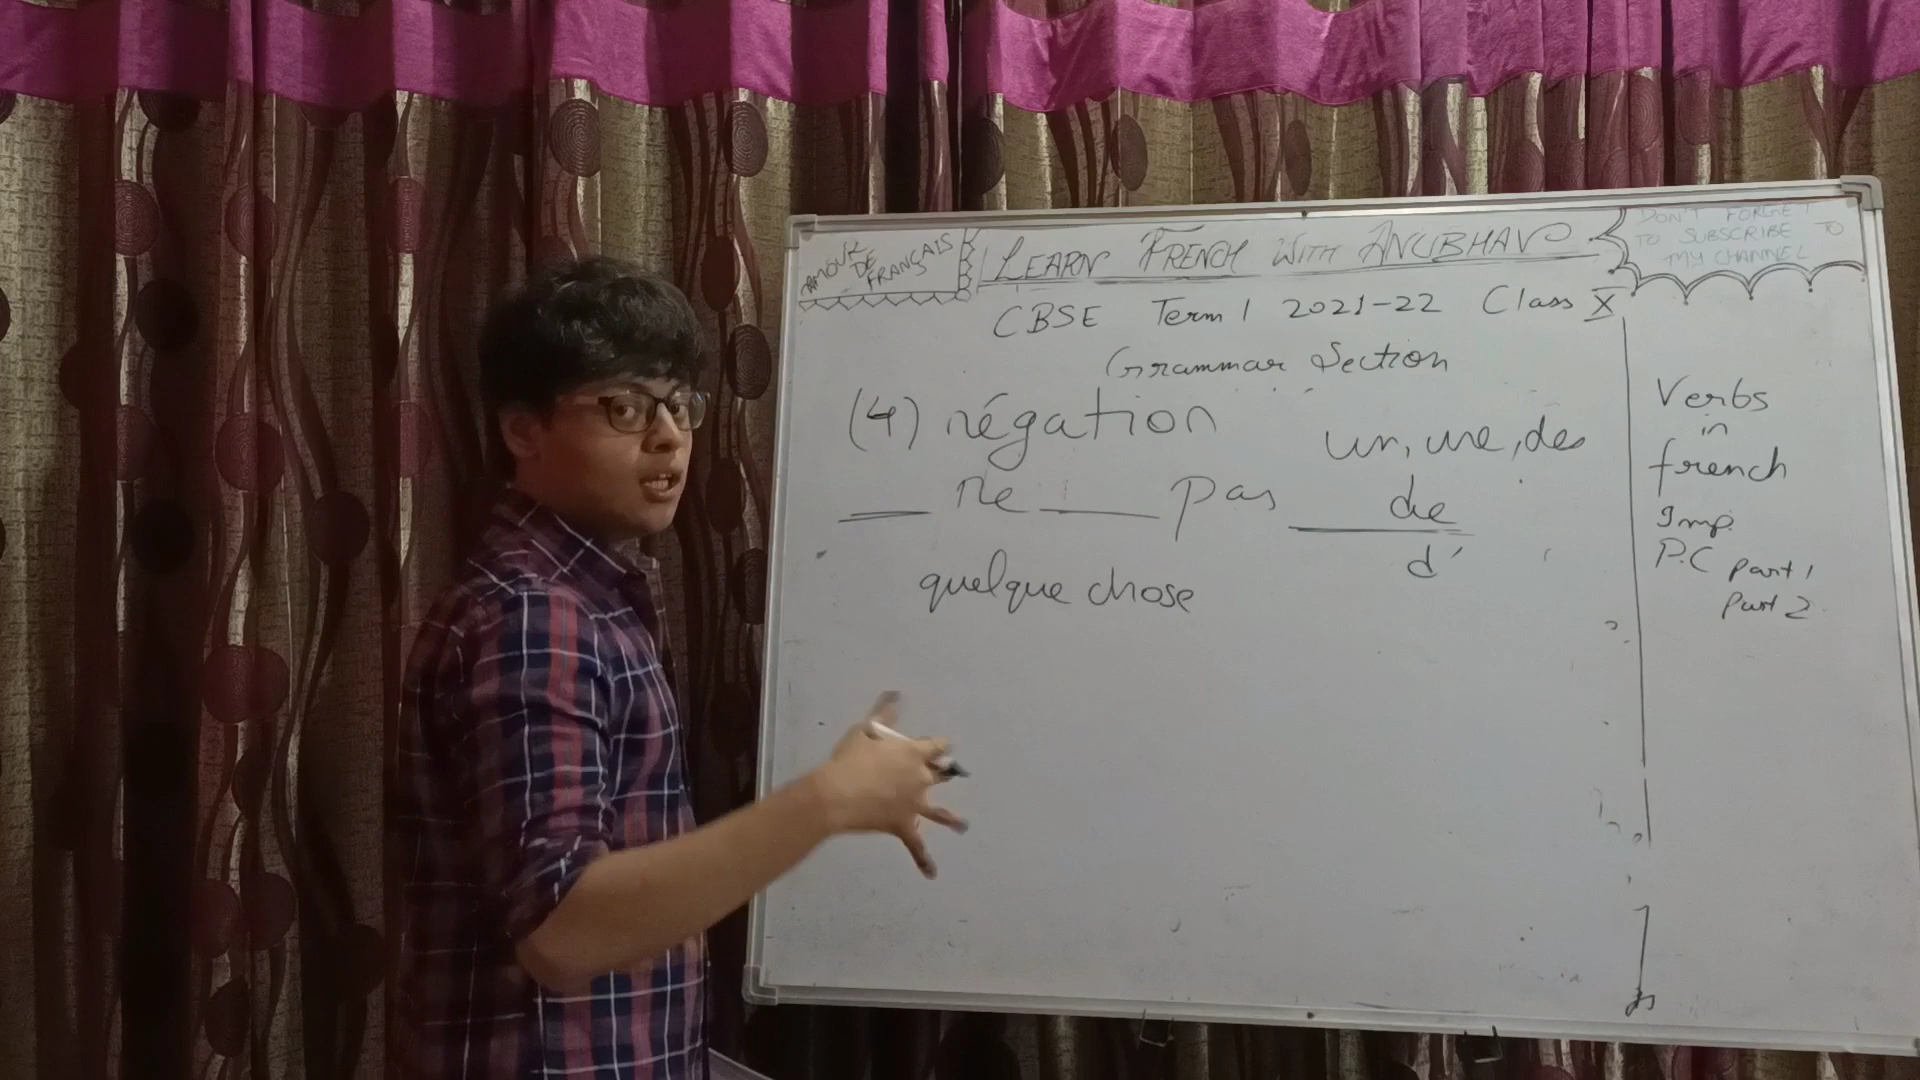 AMOUR
DE
FRANÇAIS
LEARN FRENCH WITH ANUBHAV
DON'T FORGET
TO SUBSCRIBE TO
MY CHANNEL
CBSE Term 1 2021-22 Class X
Grammar Section
(4) négation
un, une, des
ne pas de
d'
quelque chose
Verbs
in
french
Imp.
P.C Part 1
Part 2